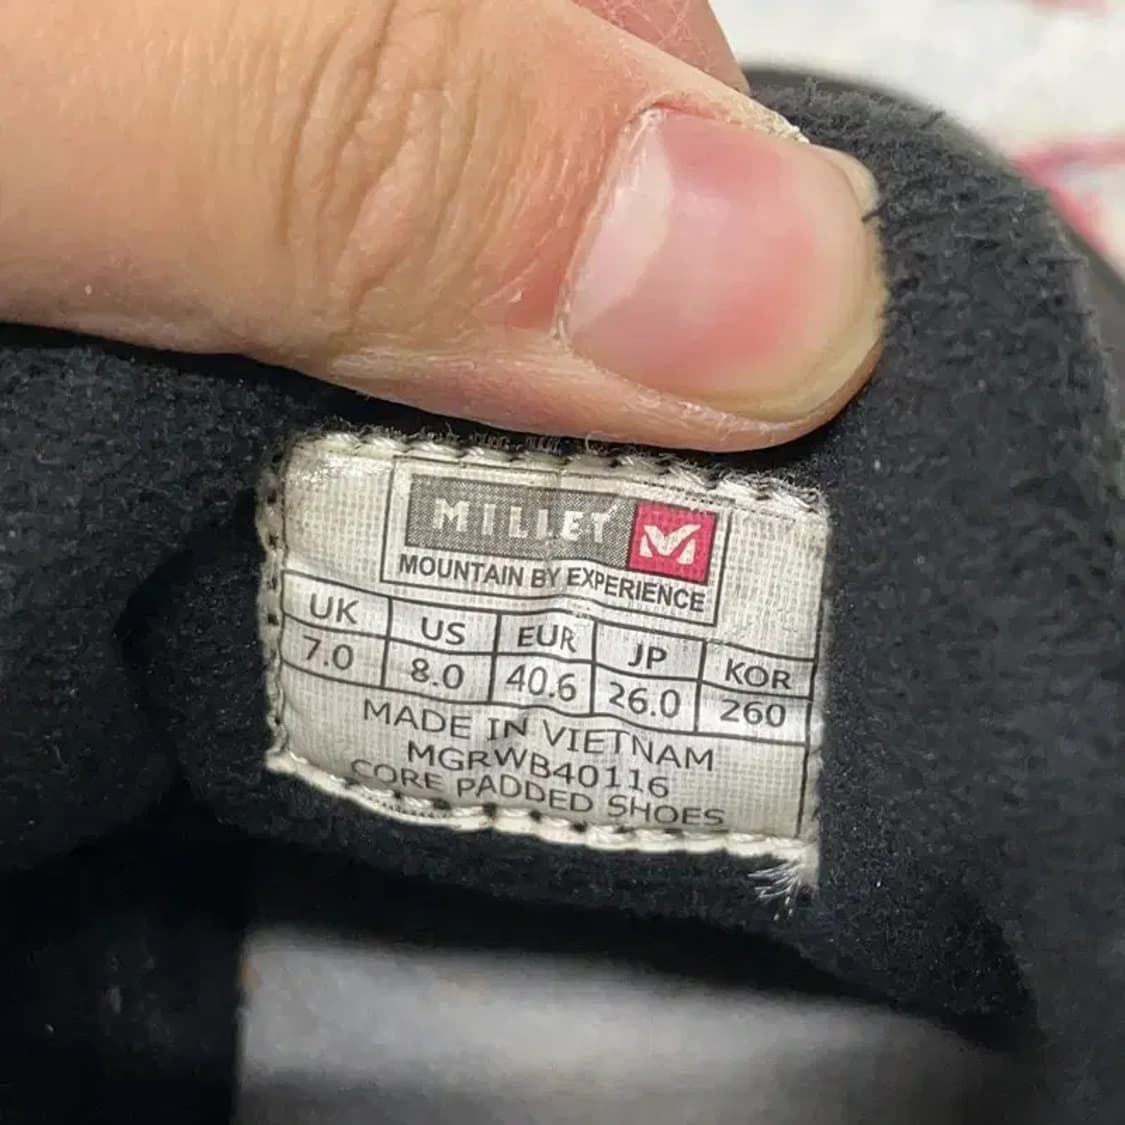 MILLET
MOUNTAIN BY EXPERIENCE
UK US EUR JP KOR
7.0 8.0 40.6 26.0 260
MADE IN VIETNAM
MGRWB40116
CORE PADDED SHOES